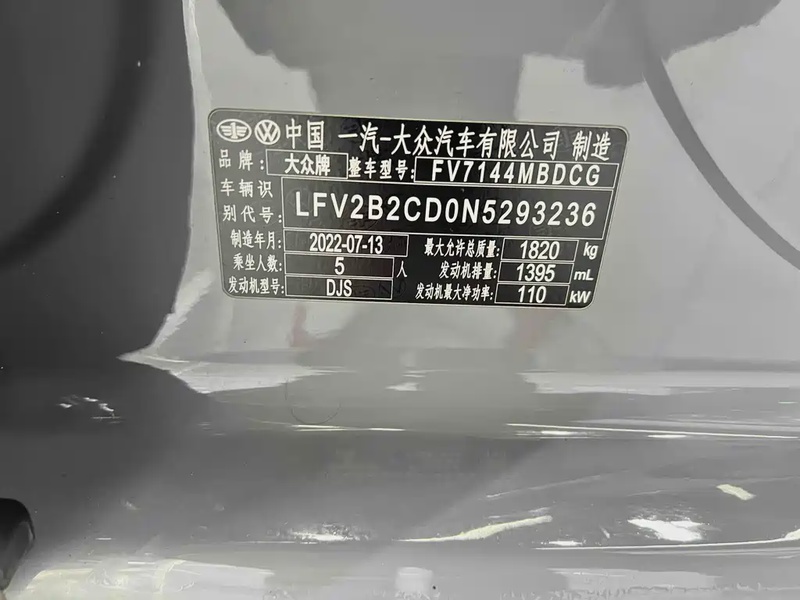 中国 一汽-大众汽车有限公司 制造
品牌: 大众牌 整车型号: FV7144MBDCG
车辆识别代号: LFV2B2CD0N5293236
制造年月: 2022-07-13 最大允许总质量: 1820 kg
乘坐人数: 5 人 发动机排量: 1395 mL
发动机型号: DJS 发动机最大净功率: 110 kW